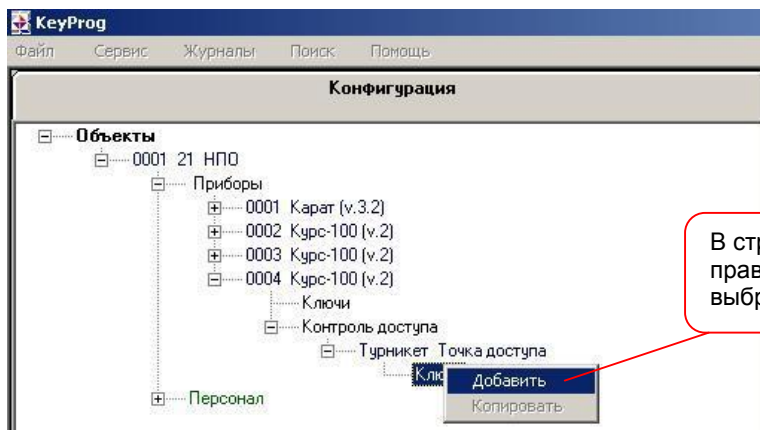 KeyProg
Файл Сервис Журналы Поиск Помощь
Конфигурация
Объекты
0001 21 НПО
Приборы
0001 Карат (v.3.2)
0002 Курс-100 (v.2)
0003 Курс-100 (v.2)
0004 Курс-100 (v.2)
Ключи
Контроль доступа
Турникет Точка доступа
Добавить
Копировать
Персонал
В